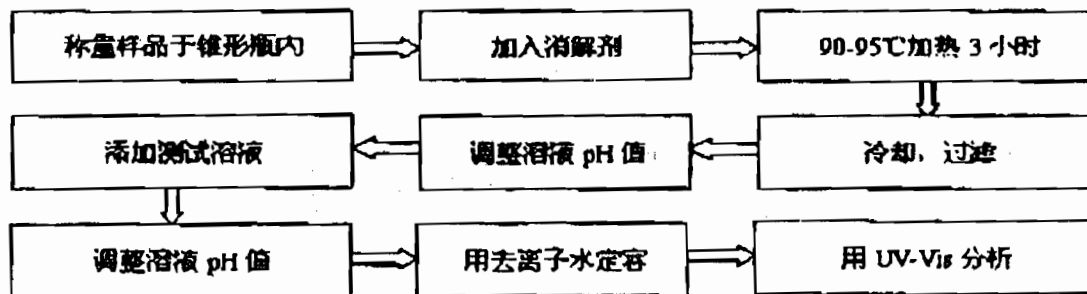 称量样品于锥形瓶内
加入消解剂
90-95℃加热 3 小时
冷却，过滤
调整溶液 pH 值
添加测试溶液
调整溶液 pH 值
用去离子水定容
用 UV-Vis 分析